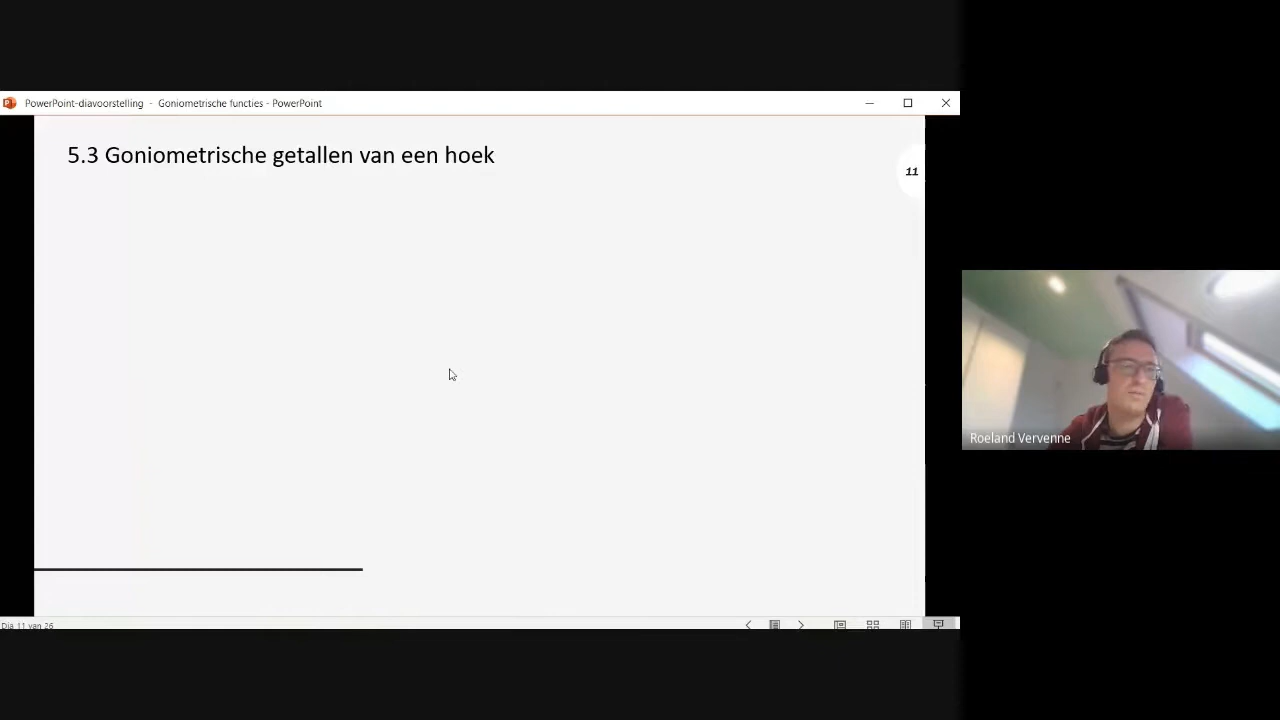 PowerPoint-diavoorstelling - Goniometrische functies - PowerPoint
5.3 Goniometrische getallen van een hoek
11
Roeland Vervenne
Dia 11 van 26